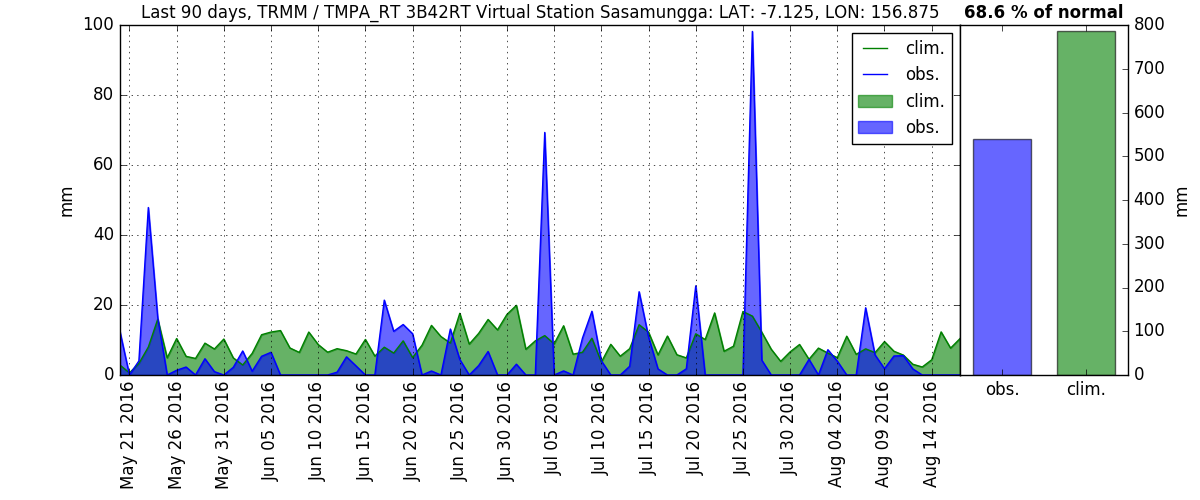 Last 90 days, TRMM / TMPA_RT 3B42RT Virtual Station Sasamungga: LAT: -7.125, LON: 156.875
68.6 % of normal
100
80
60
40
20
0
mm
clim.
obs.
clim.
obs.
May 21 2016
May 26 2016
May 31 2016
Jun 05 2016
Jun 10 2016
Jun 15 2016
Jun 20 2016
Jun 25 2016
Jun 30 2016
Jul 05 2016
Jul 10 2016
Jul 15 2016
Jul 20 2016
Jul 25 2016
Jul 30 2016
Aug 04 2016
Aug 09 2016
Aug 14 2016
800
700
600
500
400
300
200
100
0
mm
obs.
clim.